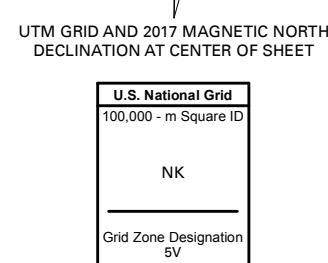 UTM GRID AND 2017 MAGNETIC NORTH
DECLINATION AT CENTER OF SHEET
U.S. National Grid
100,000 - m Square ID
NK
Grid Zone Designation
5V